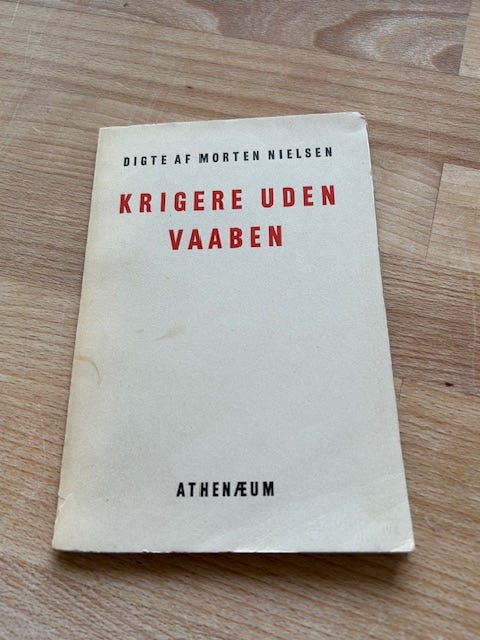 DIGTE AF MORTEN NIELSEN
KRIGERE UDEN
VAABEN
ATHENÆUM